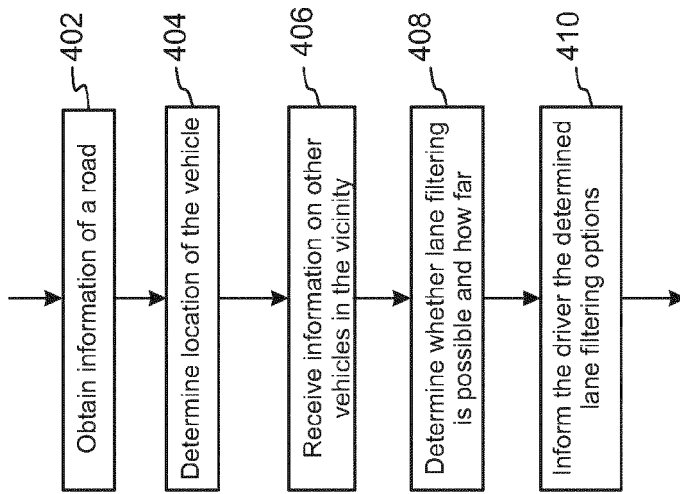 402
Obtain information of a road
404
Determine location of the vehicle
406
Receive information on other
vehicles in the vicinity
408
Determine whether lane filtering
is possible and how far
410
Inform the driver the determined
lane filtering options